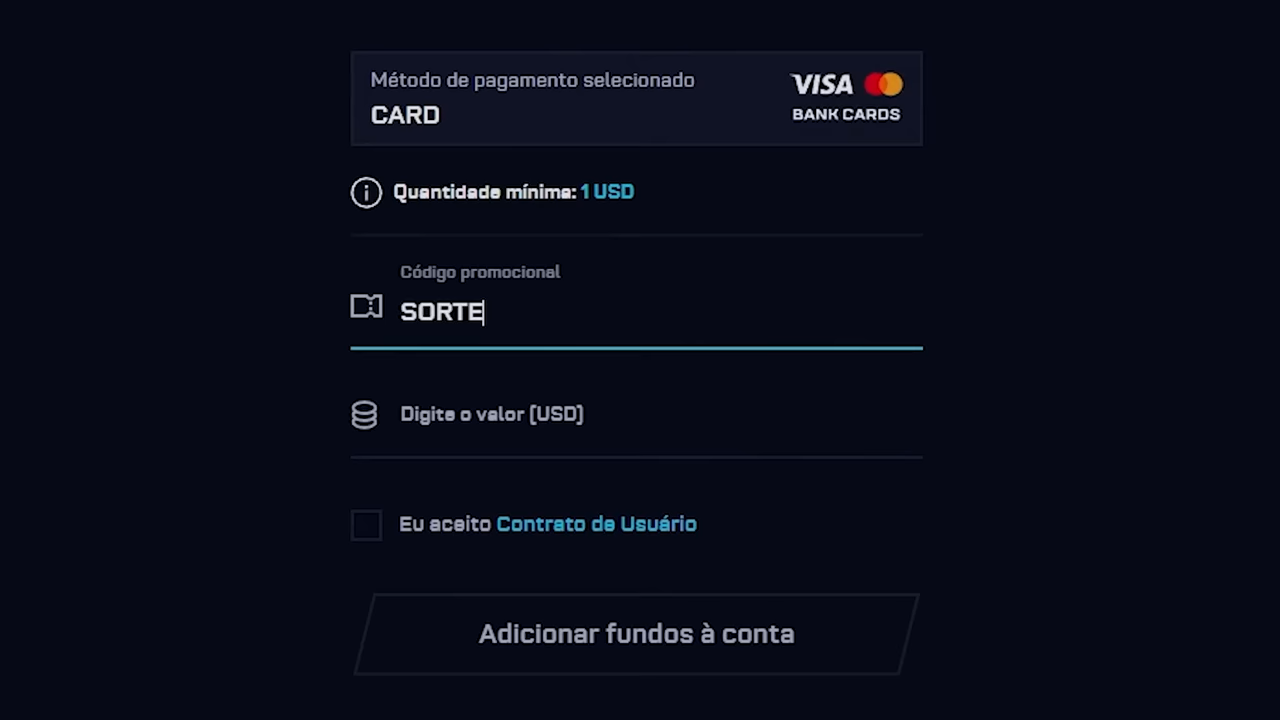 Método de pagamento selecionado
CARD
VISA
BANK CARDS
Quantidade mínima: 1 USD
Código promocional
SORTE
Digite o valor (USD)
Eu aceito Contrato de Usuário
Adicionar fundos à conta